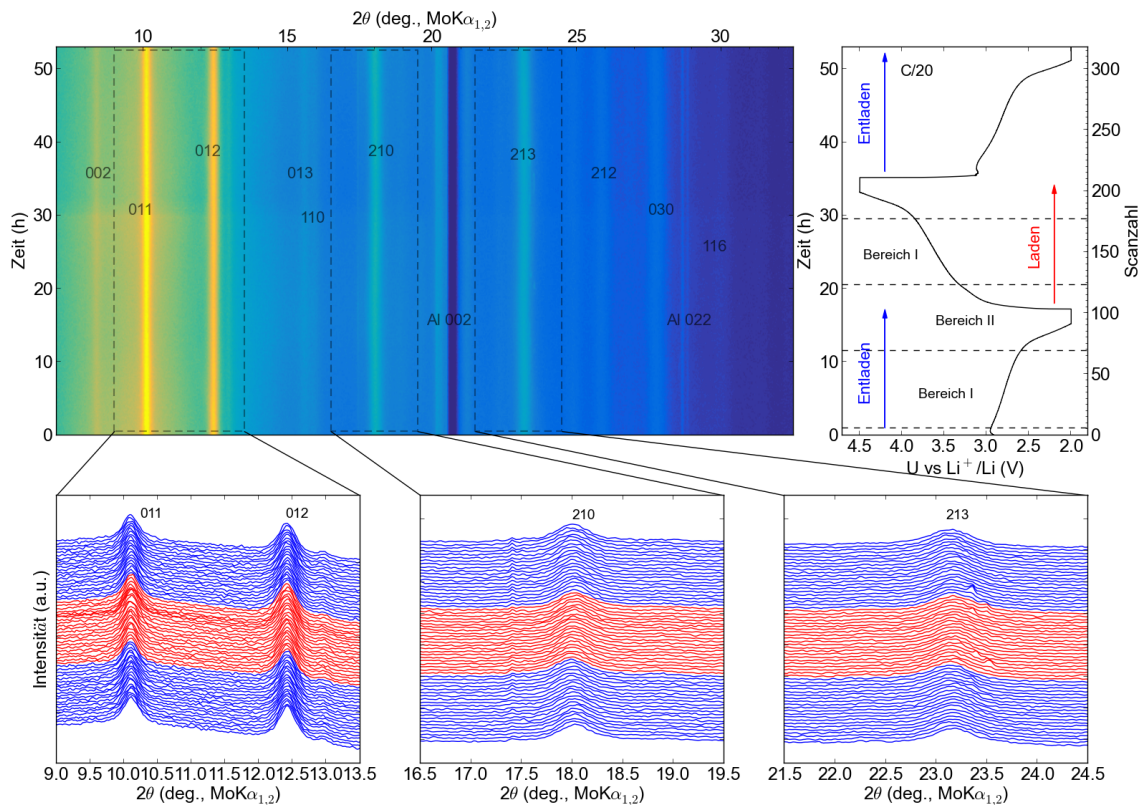 2θ (deg., MoKα1,2)
10 15 20 25 30
50
40
30
20
10
0
Zeit (h)
002
011
012
013
110
210
213
212
030
116
Al 002
Al 022
C/20
Entladen
Laden
Entladen
Bereich I
Bereich II
Bereich I
50
40
30
20
10
0
Zeit (h)
300
250
200
150
100
50
0
Scanzahl
4.5 4.0 3.5 3.0 2.5 2.0
U vs Li+/Li (V)
011 012
Intensität (a.u.)
9.0 9.5 10.0 10.5 11.0 11.5 12.0 12.5 13.0 13.5
2θ (deg., MoKα1,2)
210
16.5 17.0 17.5 18.0 18.5 19.0 19.5
2θ (deg., MoKα1,2)
213
21.5 22.0 22.5 23.0 23.5 24.0 24.5
2θ (deg., MoKα1,2)